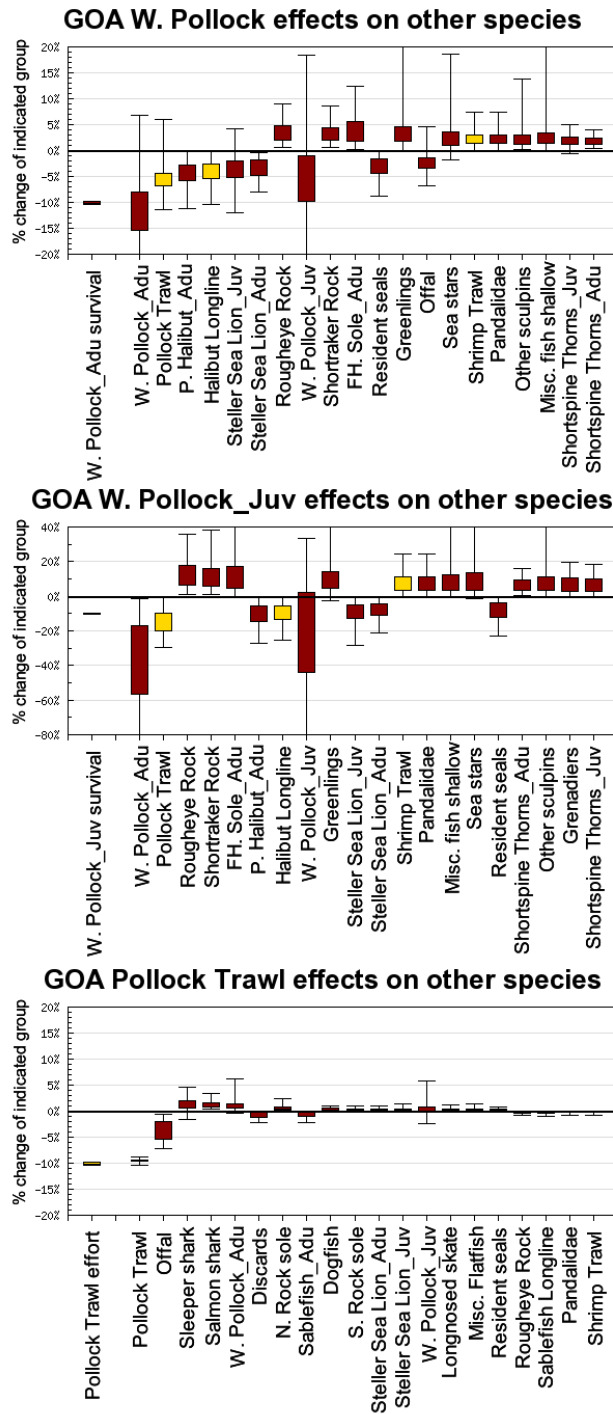 GOA W. Pollock effects on other species
% change of indicated group
20%
15%
10%
5%
0%
-5%
-10%
-15%
-20%
W. Pollock_Adu survival
W. Pollock_Adu
Pollock Trawl
P. Halibut_Adu
Halibut Longline
Steller Sea Lion_Juv
Steller Sea Lion_Adu
Rougheye Rock
W. Pollock_Juv
Shortraker Rock
FH. Sole_Adu
Resident seals
Greenlings
Offal
Sea stars
Shrimp Trawl
Pandalidae
Other sculpins
Misc. fish shallow
Shortspine Thorns_Juv
Shortspine Thorns_Adu
GOA W. Pollock_Juv effects on other species
% change of indicated group
40%
20%
0%
-20%
-40%
-60%
-80%
W. Pollock_Juv survival
W. Pollock_Adu
Pollock Trawl
Rougheye Rock
Shortraker Rock
FH. Sole_Adu
P. Halibut_Adu
Halibut Longline
W. Pollock_Juv
Greenlings
Steller Sea Lion_Juv
Steller Sea Lion_Adu
Shrimp Trawl
Pandalidae
Misc. fish shallow
Sea stars
Resident seals
Shortspine Thorns_Adu
Other sculpins
Grenadiers
Shortspine Thorns_Juv
GOA Pollock Trawl effects on other species
% change of indicated group
20%
15%
10%
5%
0%
-5%
-10%
-15%
-20%
Pollock Trawl effort
Pollock Trawl
Offal
Sleeper shark
Salmon shark
W. Pollock_Adu
Discards
N. Rock sole
Sablefish_Adu
Dogfish
S. Rock sole
Steller Sea Lion_Adu
Steller Sea Lion_Juv
W. Pollock_Juv
Longnosed skate
Misc. Flatfish
Resident seals
Rougheye Rock
Sablefish Longline
Pandalidae
Shrimp Trawl